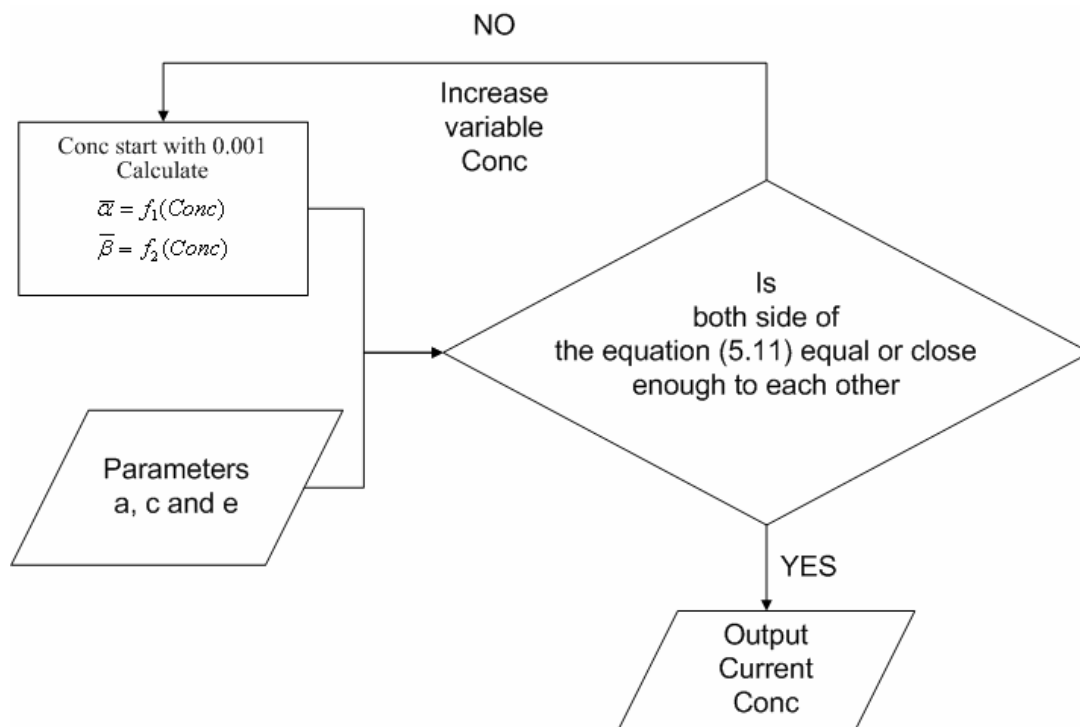 NO
Increase
variable
Conc
Conc start with 0.001
Calculate
ᾱ = f₁(Conc)
β̄ = f₂(Conc)
Is
both side of
the equation (5.11) equal or close
enough to each other
Parameters
a, c and e
YES
Output
Current
Conc